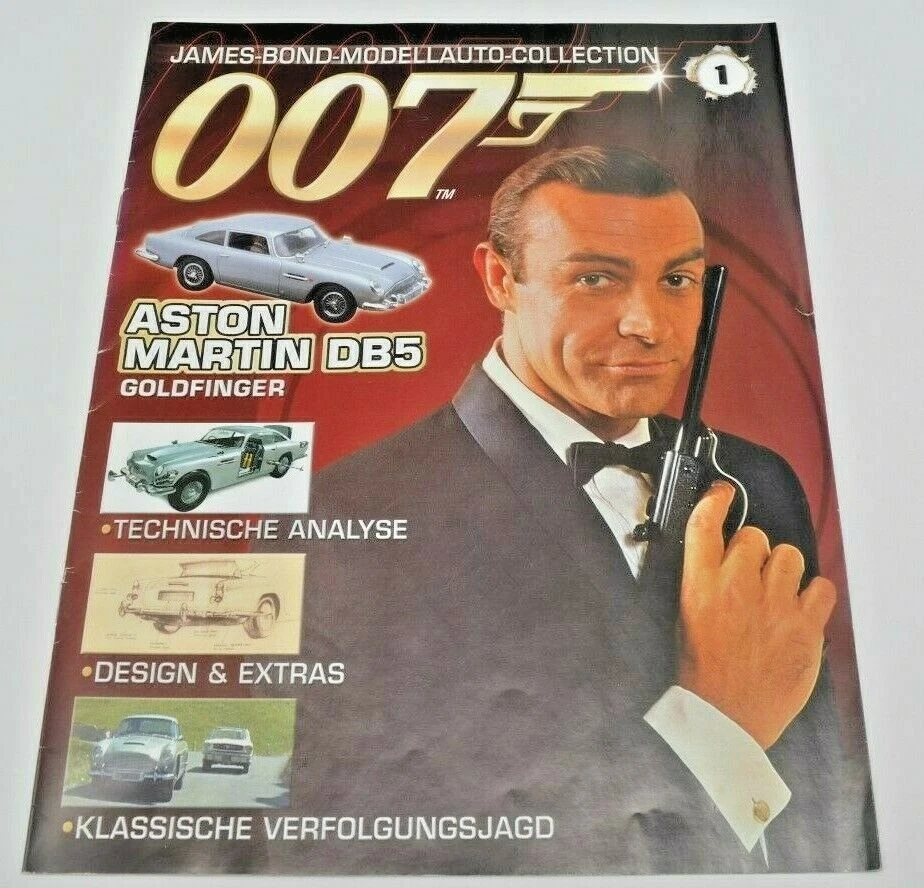 JAMES-BOND-MODELLAUTO-COLLECTION
1
007
TM
ASTON
MARTIN DB5
GOLDFINGER
•TECHNISCHE ANALYSE
•DESIGN & EXTRAS
•KLASSISCHE VERFOLGUNGSJAGD